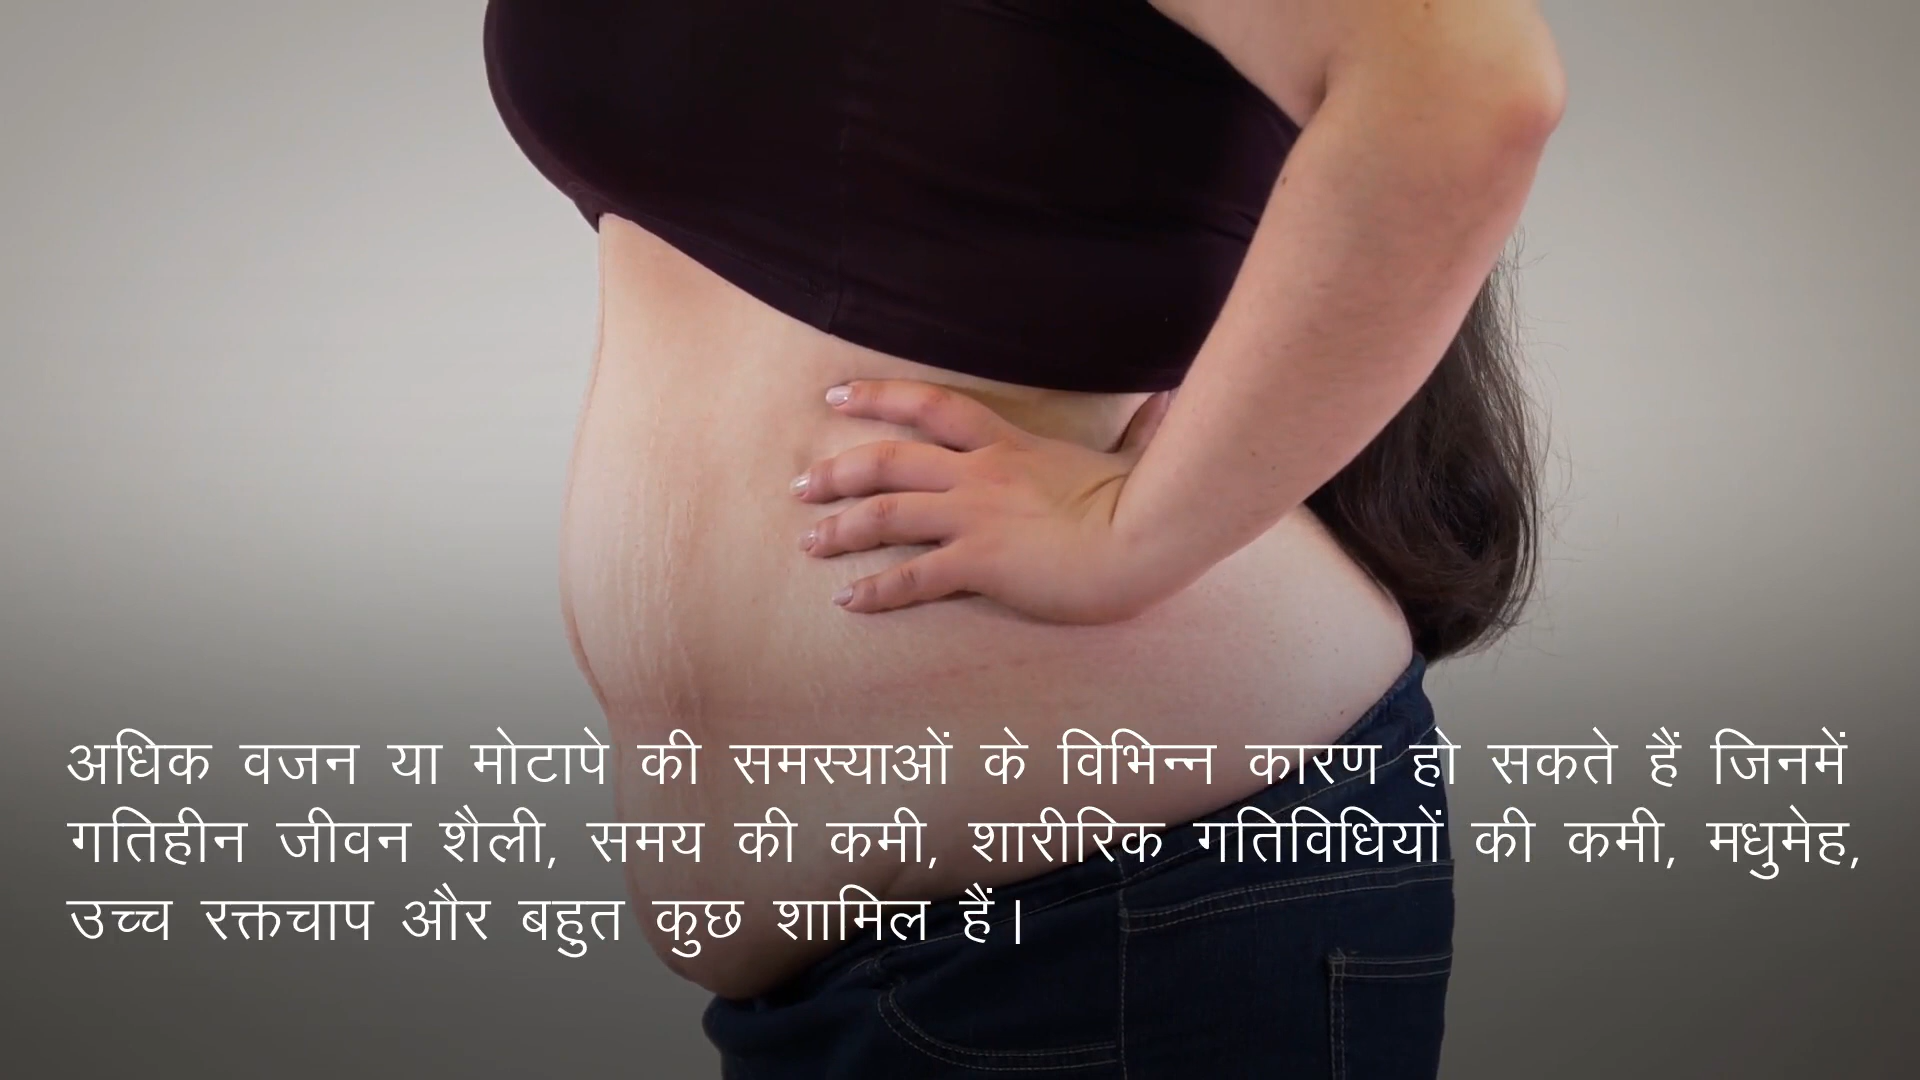 अधिक वजन या मोटापे की समस्याओं के विभिन्न कारण हो सकते हैं जिनमें
गतिहीन जीवन शैली, समय की कमी, शारीरिक गतिविधियों की कमी, मधुमेह,
उच्च रक्तचाप और बहुत कुछ शामिल हैं|